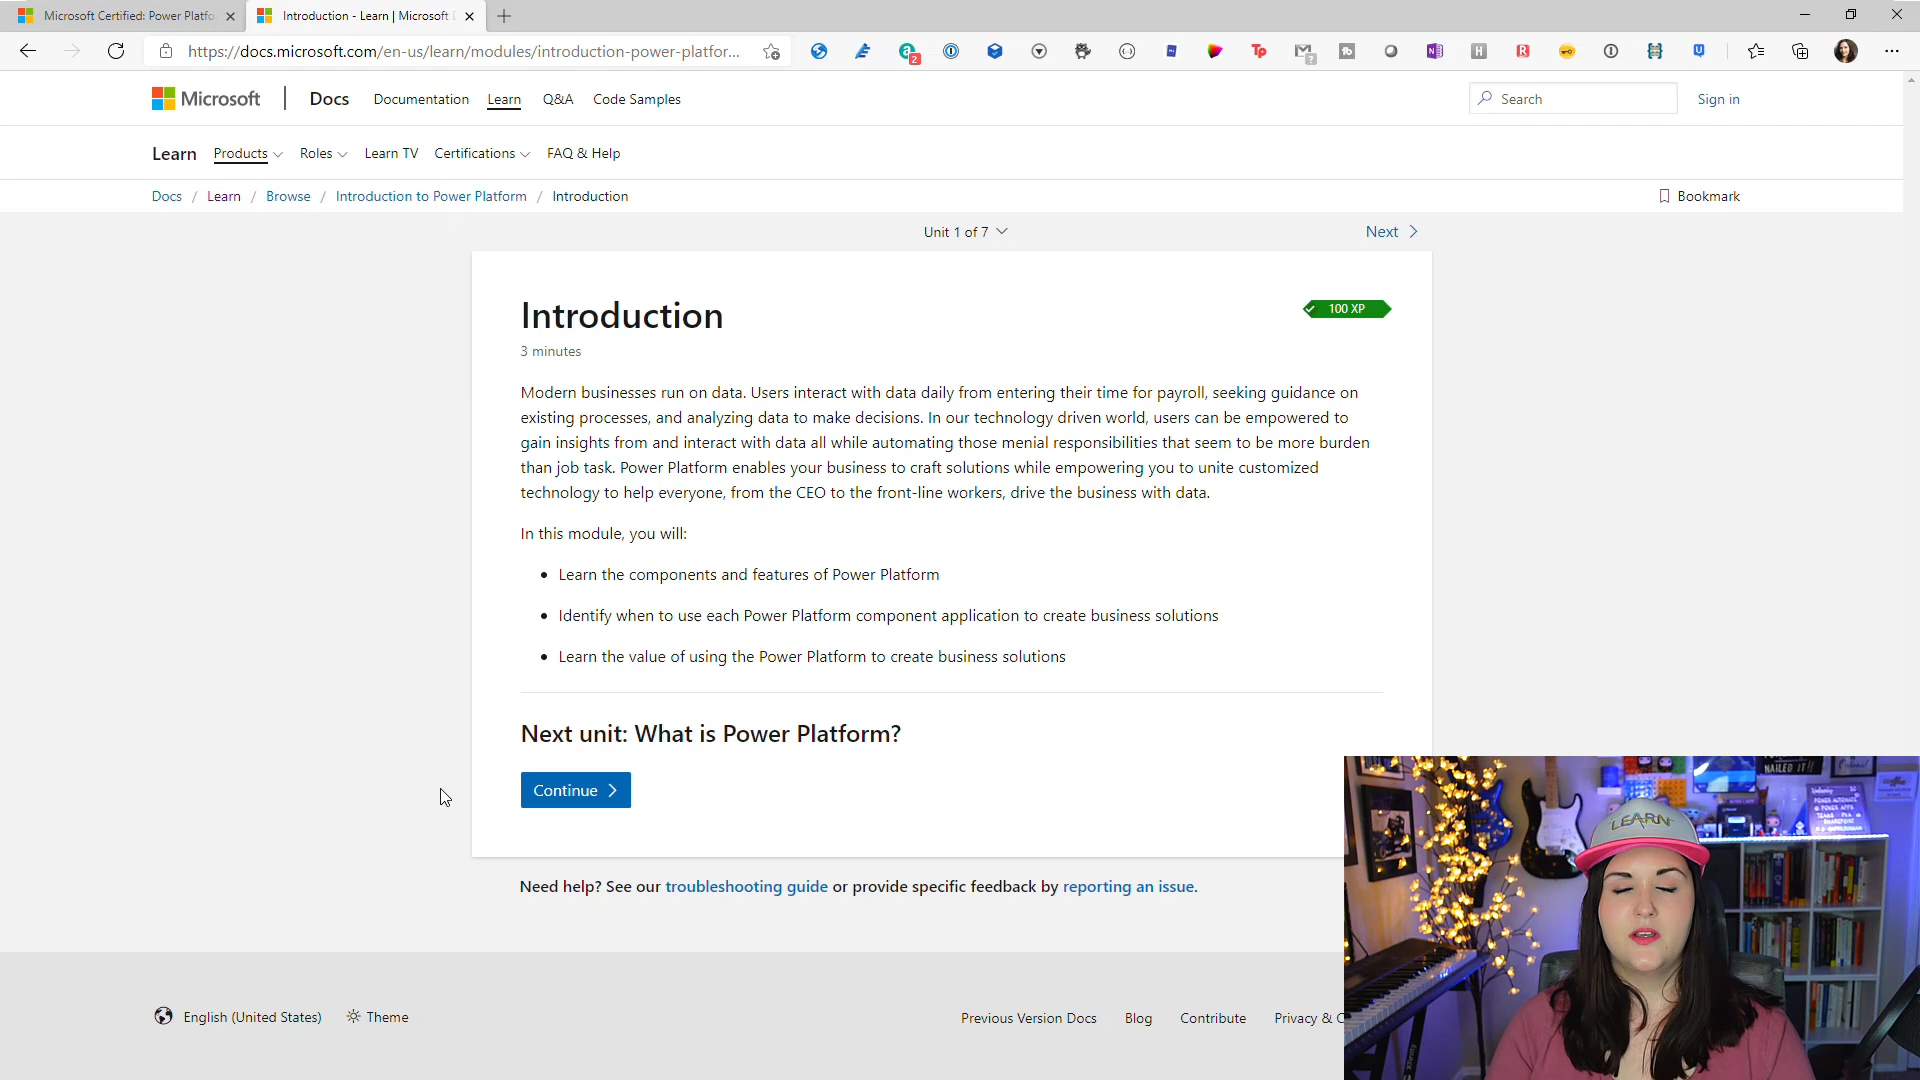 Microsoft Certified: Power Platfo
Introduction - Learn | Microsoft D
https://docs.microsoft.com/en-us/learn/modules/introduction-power-platfor...
Microsoft
Docs
Documentation
Learn
Q&A
Code Samples
Search
Sign in
Learn
Products
Roles
Learn TV
Certifications
FAQ & Help
Docs / Learn / Browse / Introduction to Power Platform / Introduction
Bookmark
Unit 1 of 7
Next
Introduction
100 XP
3 minutes
Modern businesses run on data. Users interact with data daily from entering their time for payroll, seeking guidance on
existing processes, and analyzing data to make decisions. In our technology driven world, users can be empowered to
gain insights from and interact with data all while automating those menial responsibilities that seem to be more burden
than job task. Power Platform enables your business to craft solutions while empowering you to unite customized
technology to help everyone, from the CEO to the front-line workers, drive the business with data.
In this module, you will:
Learn the components and features of Power Platform
Identify when to use each Power Platform component application to create business solutions
Learn the value of using the Power Platform to create business solutions
Next unit: What is Power Platform?
Continue
NAILED IT!!
LEARN
Need help? See our troubleshooting guide or provide specific feedback by reporting an issue.
English (United States)
Theme
Previous Version Docs
Blog
Contribute
Privacy & C